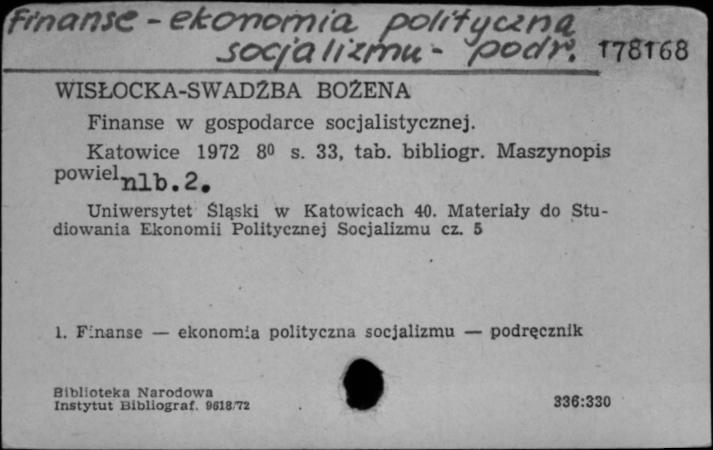 Finanse - ekonomia polityczna
socjalizmu - podr. 178168
WISŁOCKA-SWADŹBA BOŻENA
Finanse w gospodarce socjalistycznej.
Katowice 1972 8⁰ s. 33, tab. bibliogr. Maszynopis
powiel nlb.2.
Uniwersytet Śląski w Katowicach 40. Materiały do Stu-
diowania Ekonomii Politycznej Socjalizmu cz. 5
1. Finanse — ekonomia polityczna socjalizmu — podręcznik
Biblioteka Narodowa
Instytut Bibliograf. 9618/72
336:330